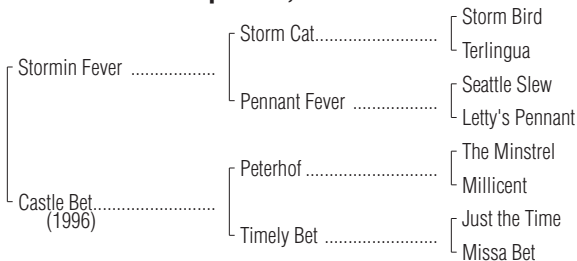 Storm Bird
Storm Cat
Terlingua
Stormin Fever
Seattle Slew
Pennant Fever
Letty's Pennant
The Minstrel
Peterhof
Millicent
Castle Bet
(1996)
Just the Time
Timely Bet
Missa Bet